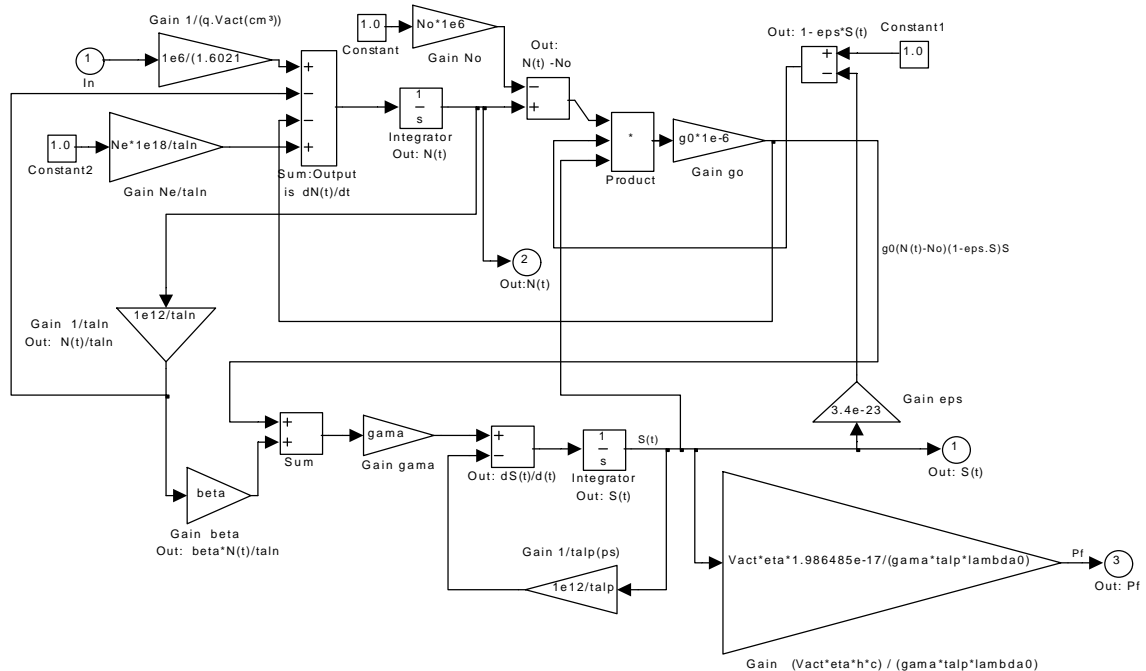 Gain 1/(q.Vact(cm³))
1
In
1e6/(1.6021
1.0
Constant
No*1e6
Gain No
Out:
N(t) -No
Out: 1- eps*S(t)
Constant1
1.0
+
−
+
−
−
+
1
s
Integrator
Out: N(t)
−
+
*
Product
g0*1e-6
Gain go
1.0
Constant2
Ne*1e18/taln
Gain Ne/taln
Sum:Output
is dN(t)/dt
2
Out:N(t)
g0(N(t)-No)(1-eps.S)S
1e12/taln
Gain 1/taln
Out: N(t)/taln
3.4e-23
Gain eps
+
+
Sum
gama
Gain gama
+
−
Out: dS(t)/d(t)
1
s
Integrator
Out: S(t)
S(t)
1
Out: S(t)
beta
Gain beta
Out: beta*N(t)/taln
Gain 1/talp(ps)
1e12/talp
Vact*eta*1.986485e-17/(gama*talp*lambda0)
Pf
3
Out: Pf
Gain (Vact*eta*h*c) / (gama*talp*lambda0)